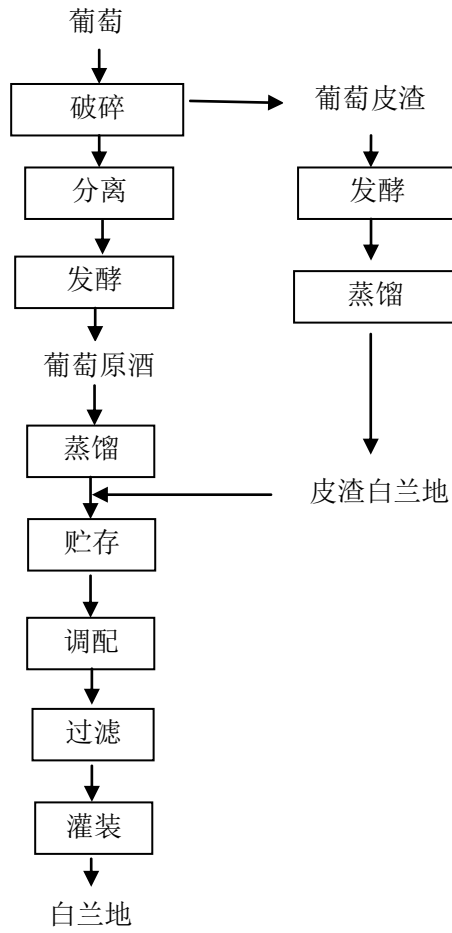 葡萄
破碎
葡萄皮渣
分离
发酵
发酵
蒸馏
葡萄原酒
蒸馏
皮渣白兰地
贮存
调配
过滤
灌装
白兰地